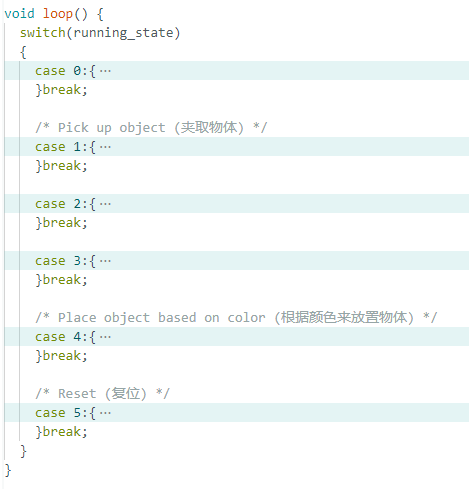 void loop() {
switch(running_state)
{
case 0:{ ···
}break;
/* Pick up object (夹取物体) */
case 1:{ ···
}break;
case 2:{ ···
}break;
case 3:{ ···
}break;
/* Place object based on color (根据颜色来放置物体) */
case 4:{ ···
}break;
/* Reset (复位) */
case 5:{ ···
}break;
}
}